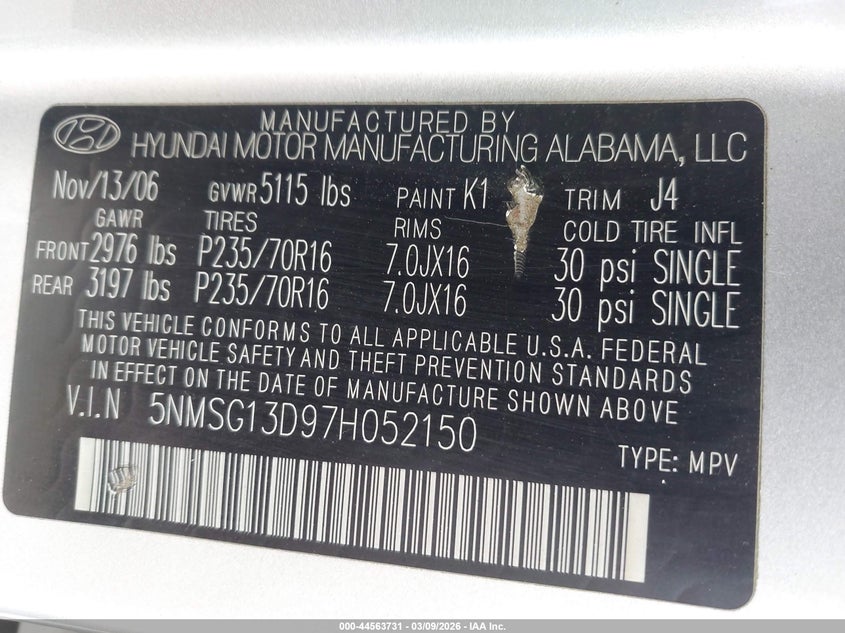 MANUFACTURED BY
HYUNDAI MOTOR MANUFACTURING ALABAMA, LLC
Nov/13/06 GVWR 5115 lbs PAINT K1 TRIM J4
GAWR TIRES RIMS COLD TIRE INFL
FRONT 2976 lbs P235/70R16 7.0JX16 30 psi SINGLE
REAR 3197 lbs P235/70R16 7.0JX16 30 psi SINGLE
THIS VEHICLE CONFORMS TO ALL APPLICABLE U.S.A. FEDERAL
MOTOR VEHICLE SAFETY AND THEFT PREVENTION STANDARDS
IN EFFECT ON THE DATE OF MANUFACTURE SHOWN ABOVE
V.I.N 5NMSG13D97H052150
TYPE: MPV
000-44563731 - 03/09/2026 - IAA Inc.